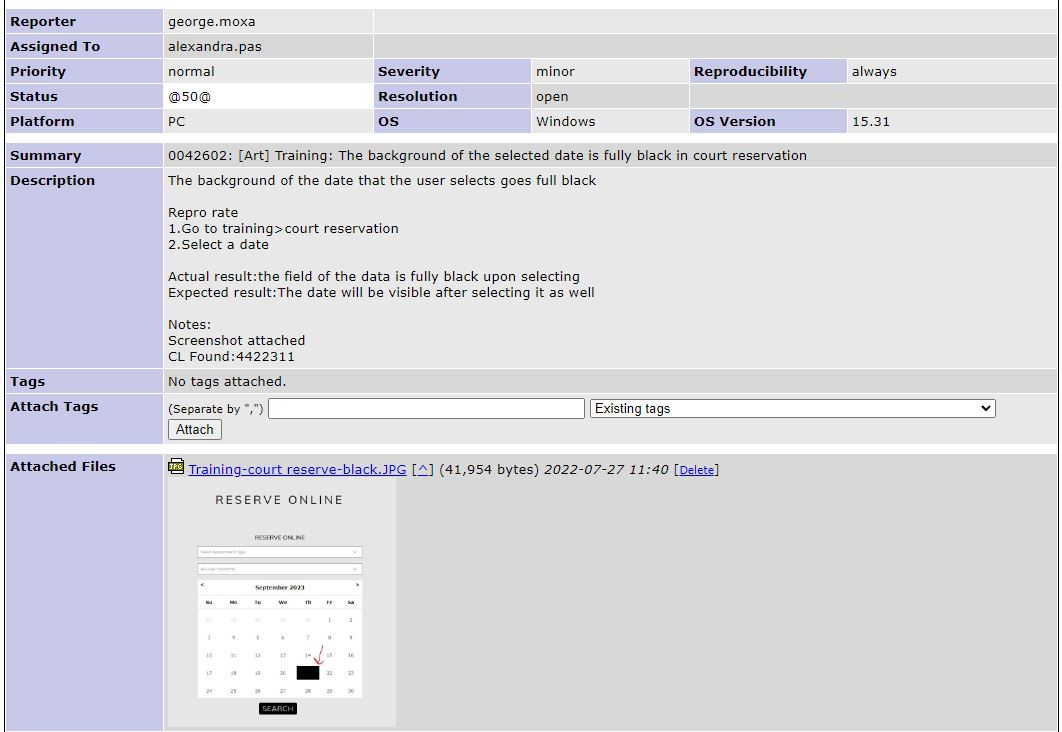 Reporter george.moxa
Assigned To alexandra.pas
Priority normal Severity minor Reproducibility always
Status @50@ Resolution open
Platform PC OS Windows OS Version 15.31
Summary 0042602: [Art] Training: The background of the selected date is fully black in court reservation
Description The background of the date that the user selects goes full black
Repro rate
1.Go to training>court reservation
2.Select a date
Actual result:the field of the data is fully black upon selecting
Expected result:The date will be visible after selecting it as well
Notes:
Screenshot attached
CL Found:4422311
Tags No tags attached.
Attach Tags (Separate by ",") Existing tags
Attach
Attached Files JPG Training-court reserve-black.JPG [^] (41,954 bytes) 2022-07-27 11:40 [Delete]
RESERVE ONLINE
RESERVE ONLINE
Select appointment type
< September 2023 >
Su Mo Tu We Th Fr Sa
27 28 29 30 31 1 2
3 4 5 6 7 8 9
10 11 12 13 14 15 16
17 18 19 20 22 23
24 25 26 27 28 29 30
SEARCH